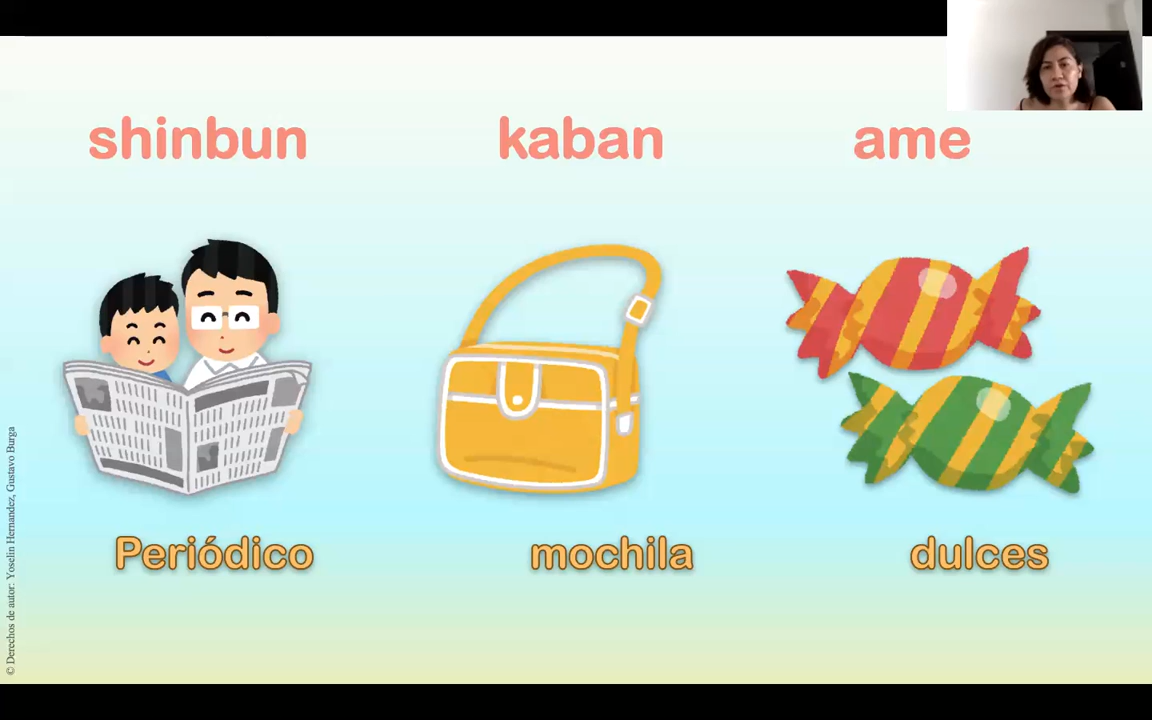 shinbun
kaban
ame
Periódico
mochila
dulces
© Derechos de autor: Yoselin Hernandez, Gustavo Burga